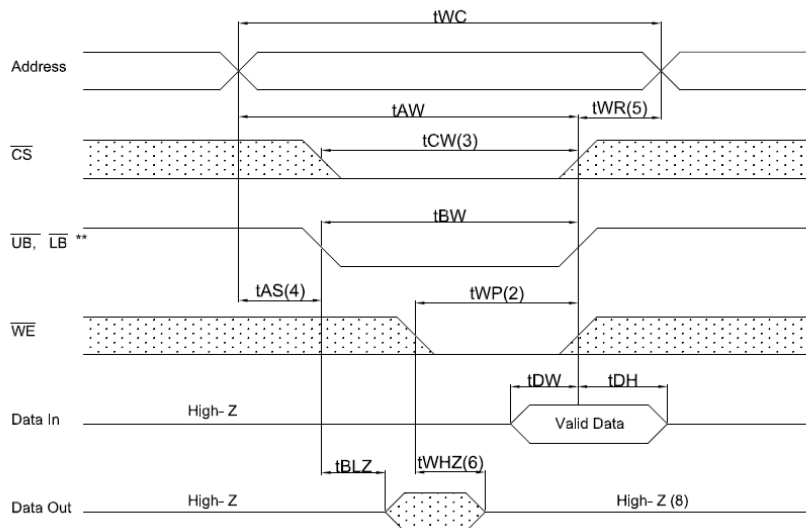 tWC
Address
tAW
tWR(5)
tCW(3)
CS
tBW
UB, LB **
tAS(4)
tWP(2)
WE
tDW
tDH
High- Z
Valid Data
Data In
tBLZ
tWHZ(6)
High- Z
High- Z (8)
Data Out